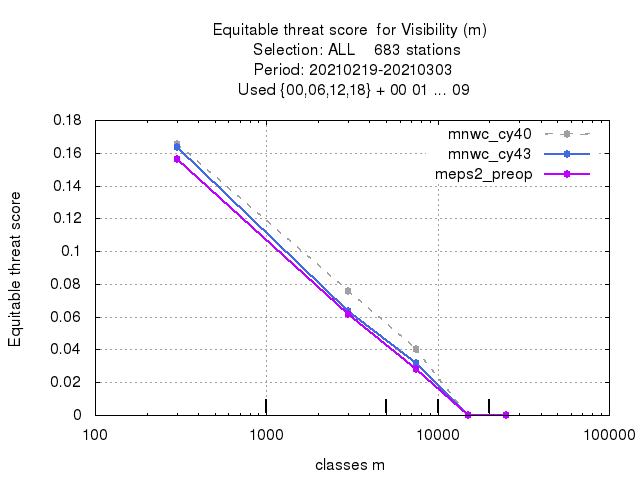 Equitable threat score  for Visibility (m)
Selection: ALL    683 stations
Period: 20210219-20210303
Used {00,06,12,18} + 00 01 ... 09
mnwc_cy40
mnwc_cy43
meps2_preop
Equitable threat score
0.18
0.16
0.14
0.12
0.1
0.08
0.06
0.04
0.02
0
100
1000
10000
100000
classes m